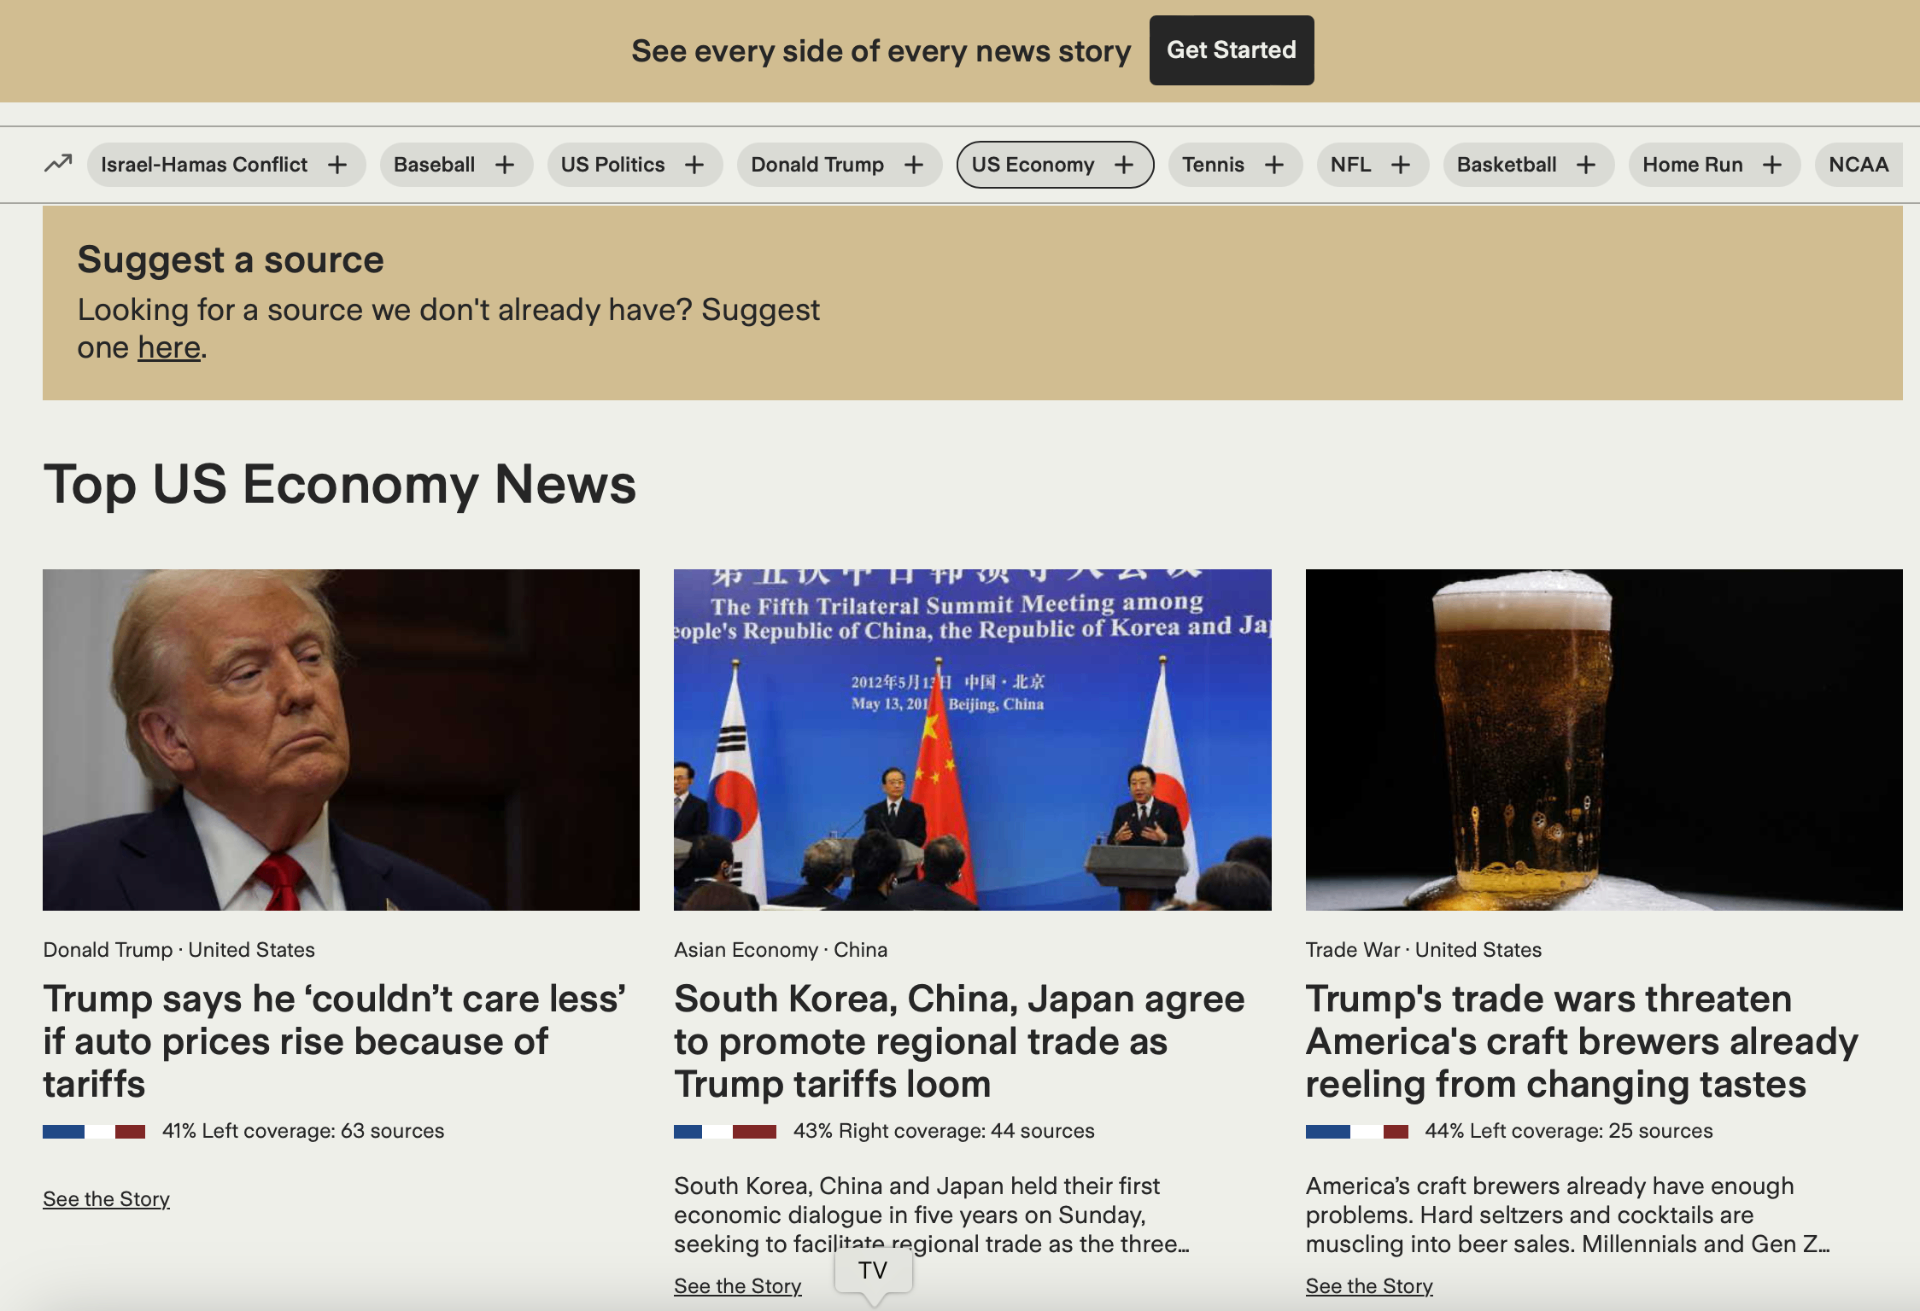 See every side of every news story
Get Started
Israel-Hamas Conflict +
Baseball +
US Politics +
Donald Trump +
US Economy +
Tennis +
NFL +
Basketball +
Home Run +
NCAA
Suggest a source
Looking for a source we don't already have? Suggest
one here.
Top US Economy News
The Fifth Trilateral Summit Meeting among
eople's Republic of China, the Republic of Korea and
2012年5月 日 中国·北京
May 13, 201 Beijing, China
Donald Trump · United States
Trump says he ‘couldn’t care less’
if auto prices rise because of
tariffs
41% Left coverage: 63 sources
See the Story
Asian Economy · China
South Korea, China, Japan agree
to promote regional trade as
Trump tariffs loom
43% Right coverage: 44 sources
South Korea, China and Japan held their first
economic dialogue in five years on Sunday,
seeking to facilitate regional trade as the three...
See the Story
TV
Trade War · United States
Trump's trade wars threaten
America's craft brewers already
reeling from changing tastes
44% Left coverage: 25 sources
America’s craft brewers already have enough
problems. Hard seltzers and cocktails are
muscling into beer sales. Millennials and Gen Z...
See the Story